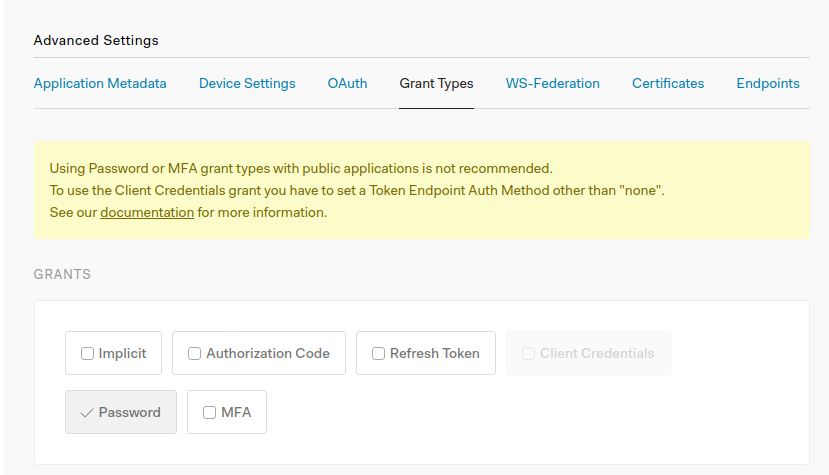 Advanced Settings
Application Metadata Device Settings OAuth Grant Types WS-Federation Certificates Endpoints
Using Password or MFA grant types with public applications is not recommended.
To use the Client Credentials grant you have to set a Token Endpoint Auth Method other than "none".
See our documentation for more information.
GRANTS
Implicit Authorization Code Refresh Token Client Credentials
Password MFA